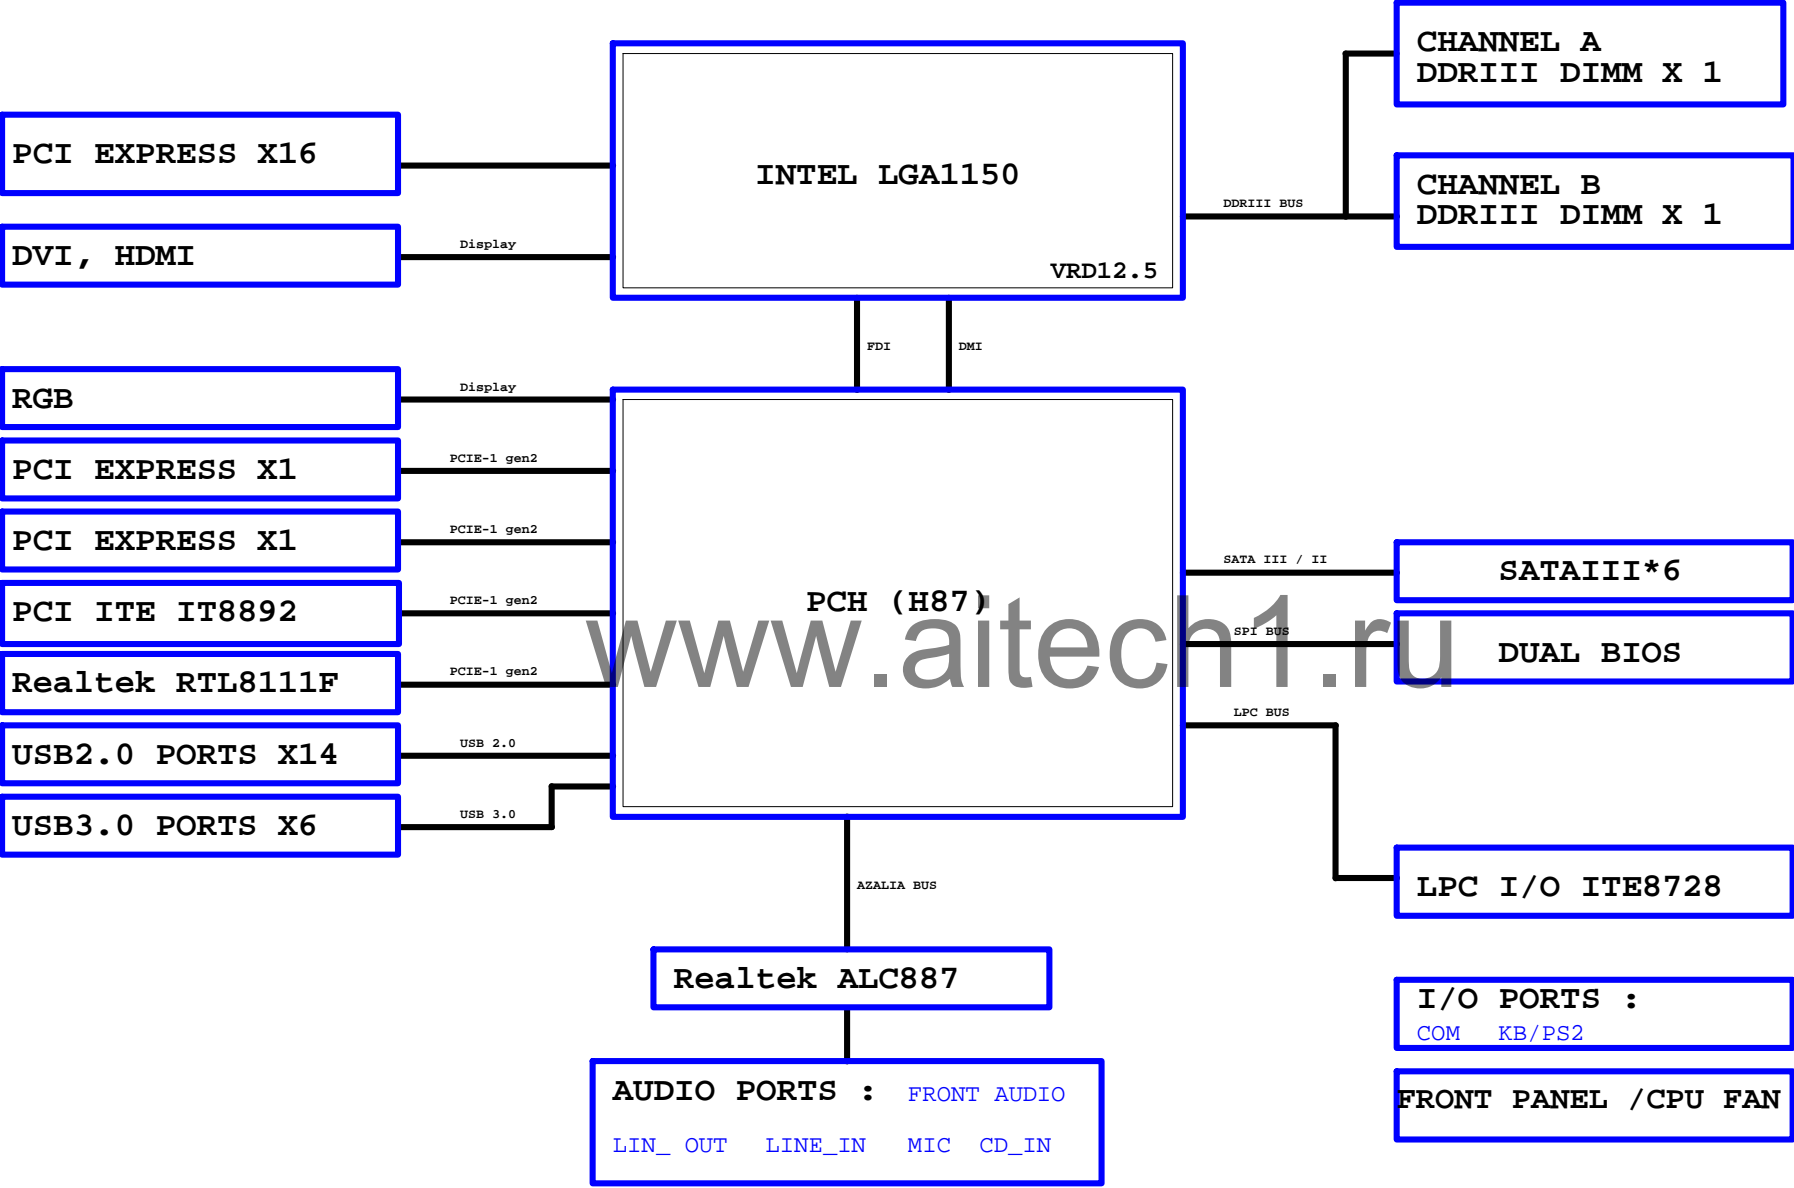 CHANNEL A
DDRIII DIMM X 1
PCI EXPRESS X16
INTEL LGA1150
CHANNEL B
DDRIII DIMM X 1
DDRIII BUS
DVI, HDMI
Display
VRD12.5
FDI
DMI
RGB
Display
PCI EXPRESS X1
PCIE-1 gen2
PCI EXPRESS X1
PCIE-1 gen2
SATA III / II
SATAIII*6
PCI ITE IT8892
PCIE-1 gen2
PCH (H87)
www.aitech1.ru
SPI BUS
DUAL BIOS
Realtek RTL8111F
PCIE-1 gen2
LPC BUS
USB2.0 PORTS X14
USB 2.0
USB3.0 PORTS X6
USB 3.0
AZALIA BUS
LPC I/O ITE8728
Realtek ALC887
I/O PORTS :
COM KB/PS2
AUDIO PORTS : FRONT AUDIO
LIN_ OUT LINE_IN MIC CD_IN
FRONT PANEL /CPU FAN